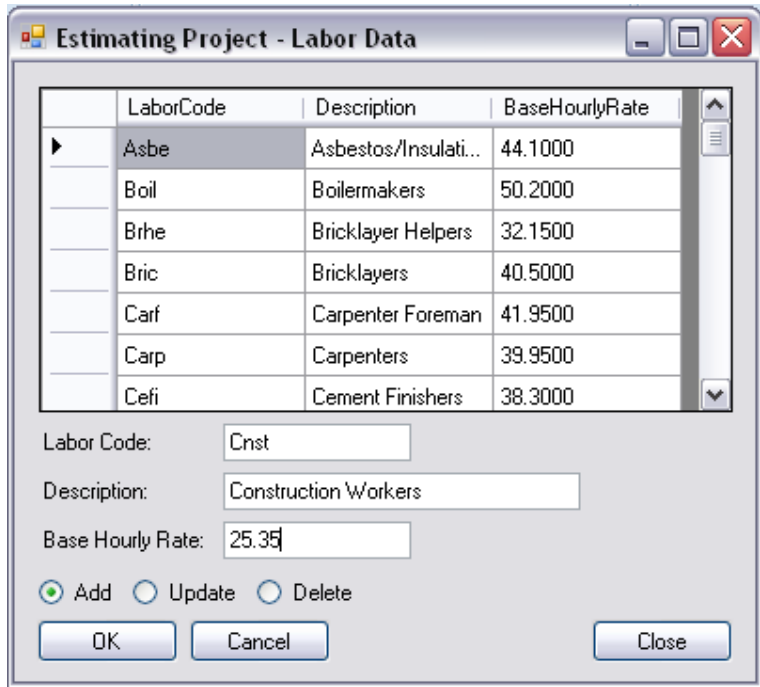 Estimating Project - Labor Data
LaborCode Description BaseHourlyRate
Asbe Asbestos/Insulati... 44.1000
Boil Boilermakers 50.2000
Brhe Bricklayer Helpers 32.1500
Bric Bricklayers 40.5000
Carf Carpenter Foreman 41.9500
Carp Carpenters 39.9500
Cefi Cement Finishers 38.3000
Labor Code: Cnst
Description: Construction Workers
Base Hourly Rate: 25.35
Add Update Delete
OK Cancel Close